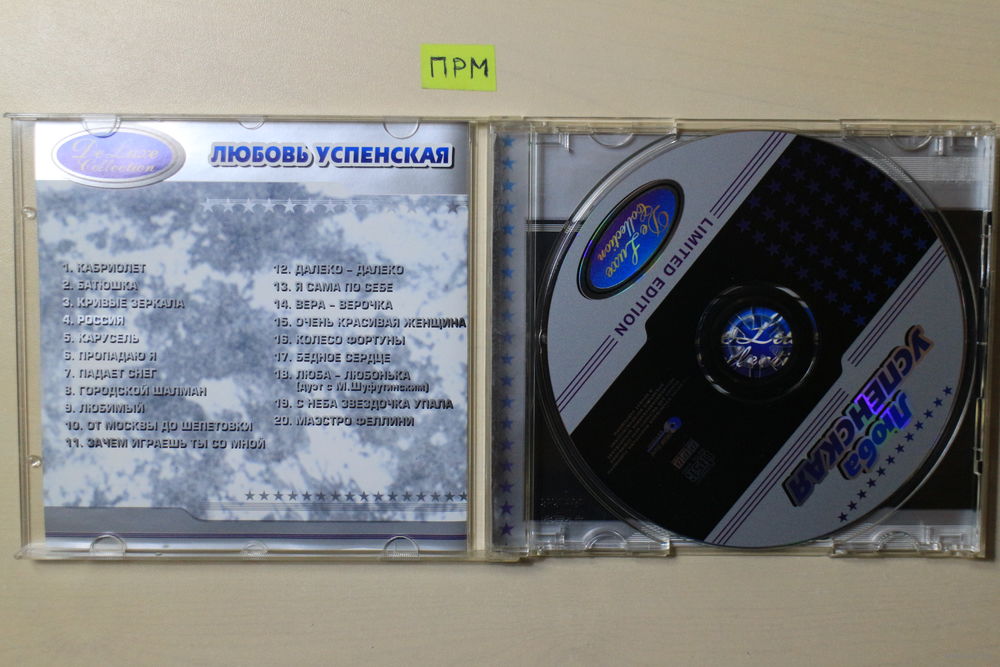 ПРМ
De Luxe
Collection
ЛЮБОВЬ УСПЕНСКАЯ
1. КАБРИОЛЕТ
2. БАТЮШКА
3. КРИВЫЕ ЗЕРКАЛА
4. РОССИЯ
5. КАРУСЕЛЬ
6. ПРОПАДАЮ Я
7. ПАДАЕТ СНЕГ
8. ГОРОДСКОЙ ШАЛМАН
9. ЛЮБИМЫЙ
10. ОТ МОСКВЫ ДО ШЕПЕТОВКИ
11. ЗАЧЕМ ИГРАЕШЬ ТЫ СО МНОЙ
12. ДАЛЕКО - ДАЛЕКО
13. Я САМА ПО СЕБЕ
14. ВЕРА - ВЕРОЧКА
15. ОЧЕНЬ КРАСИВАЯ ЖЕНЩИНА
16. КОЛЕСО ФОРТУНЫ
17. БЕДНОЕ СЕРДЦЕ
18. ЛЮБА - ЛЮБОНЬКА
(дуэт с М.Шуфутинским)
19. С НЕБА ЗВЕЗДОЧКА УПАЛА
20. МАЭСТРО ФЕЛЛИНИ
De Luxe
Collection
LIMITED EDITION
Люба
УСПЕНСКАЯ